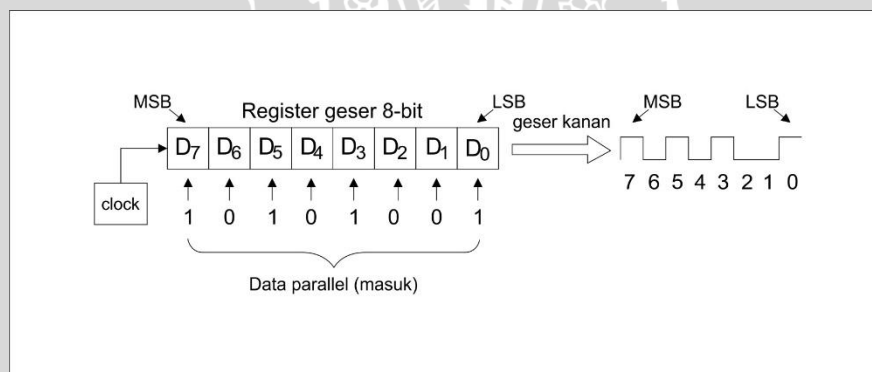 MSB
Register geser 8-bit
LSB
D7 D6 D5 D4 D3 D2 D1 D0
clock
1 0 1 0 1 0 0 1
Data parallel (masuk)
geser kanan
MSB
LSB
7 6 5 4 3 2 1 0